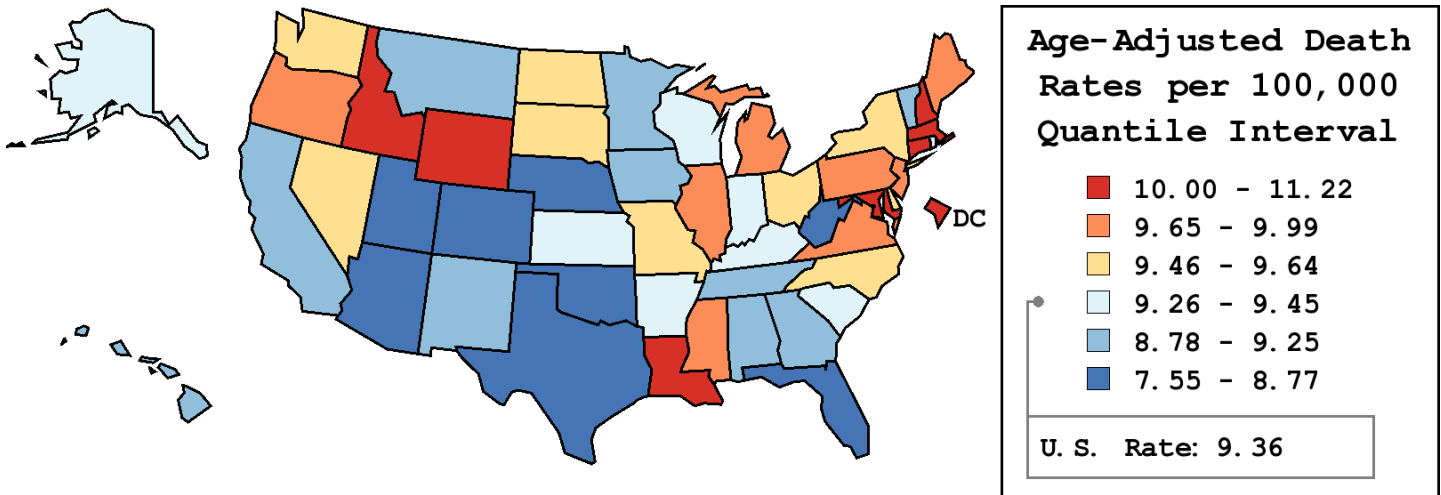 DC
Age-Adjusted Death
Rates per 100,000
Quantile Interval
10.00 - 11.22
9.65 - 9.99
9.46 - 9.64
9.26 - 9.45
8.78 - 9.25
7.55 - 8.77
U.S. Rate: 9.36